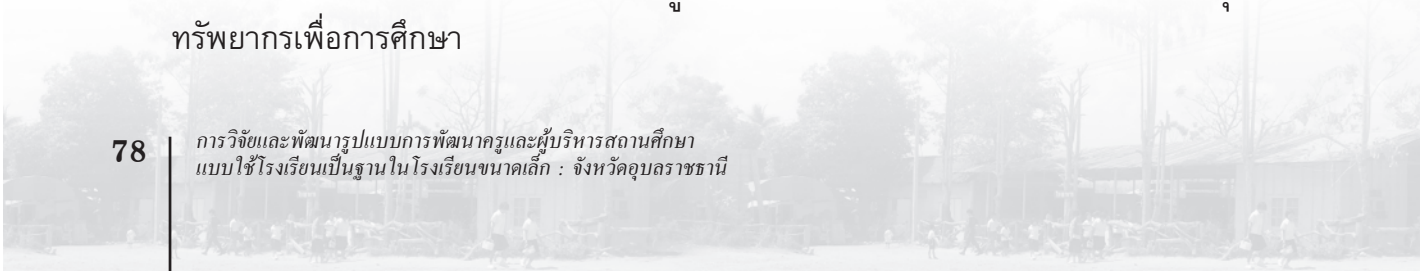 ทรัพยากรเพื่อการศึกษา
78
การวิจัยและพัฒนารูปแบบการพัฒนาครูและผู้บริหารสถานศึกษา
แบบใช้โรงเรียนเป็นฐานในโรงเรียนขนาดเล็ก : จังหวัดอุบลราชธานี